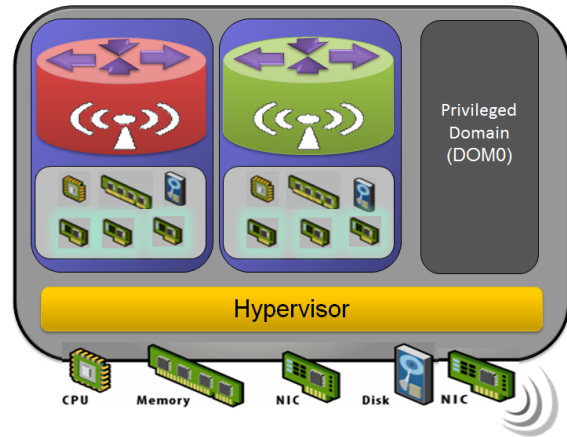 Privileged
Domain
(DOM0)
Hypervisor
CPU Memory NIC Disk NIC